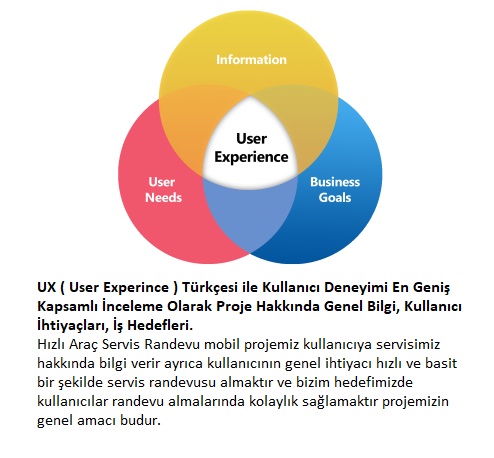 Information
User
Experience
User
Needs
Business
Goals
UX ( User Experince ) Türkçesi ile Kullanıcı Deneyimi En Geniş
Kapsamlı İnceleme Olarak Proje Hakkında Genel Bilgi, Kullanıcı
İhtiyaçları, İş Hedefleri.
Hızlı Araç Servis Randevu mobil projemiz kullanıcıya servisimiz
hakkında bilgi verir ayrıca kullanıcının genel ihtiyacı hızlı ve basit
bir şekilde servis randevusu almaktır ve bizim hedefimizde
kullanıcılar randevu almalarında kolaylık sağlamaktır projemizin
genel amacı budur.